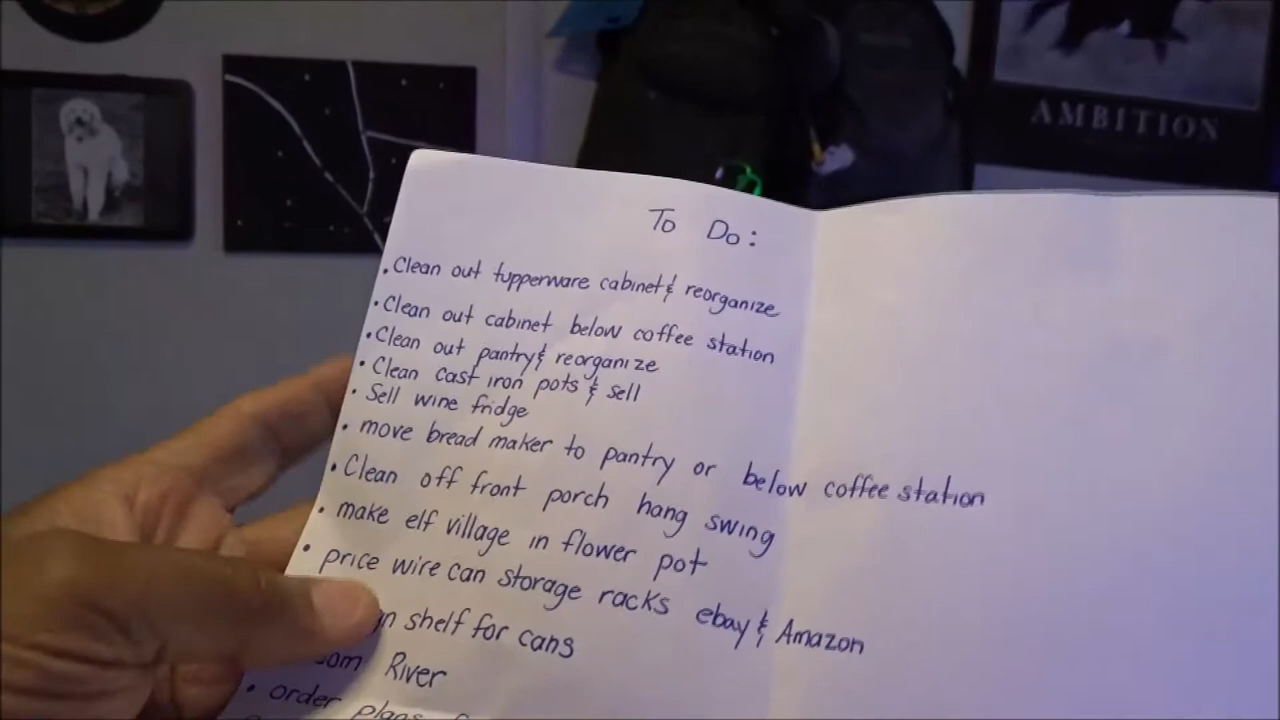 AMBITION
To Do:
• Clean out tupperware cabinet & reorganize
• Clean out cabinet below coffee station
• Clean out pantry & reorganize
• Clean cast iron pots & sell
• Sell wine fridge
• move bread maker to pantry or below coffee station
• Clean off front porch hang swing
• make elf village in flower pot
• price wire can storage racks ebay & Amazon
shelf for cans
River
• order plans